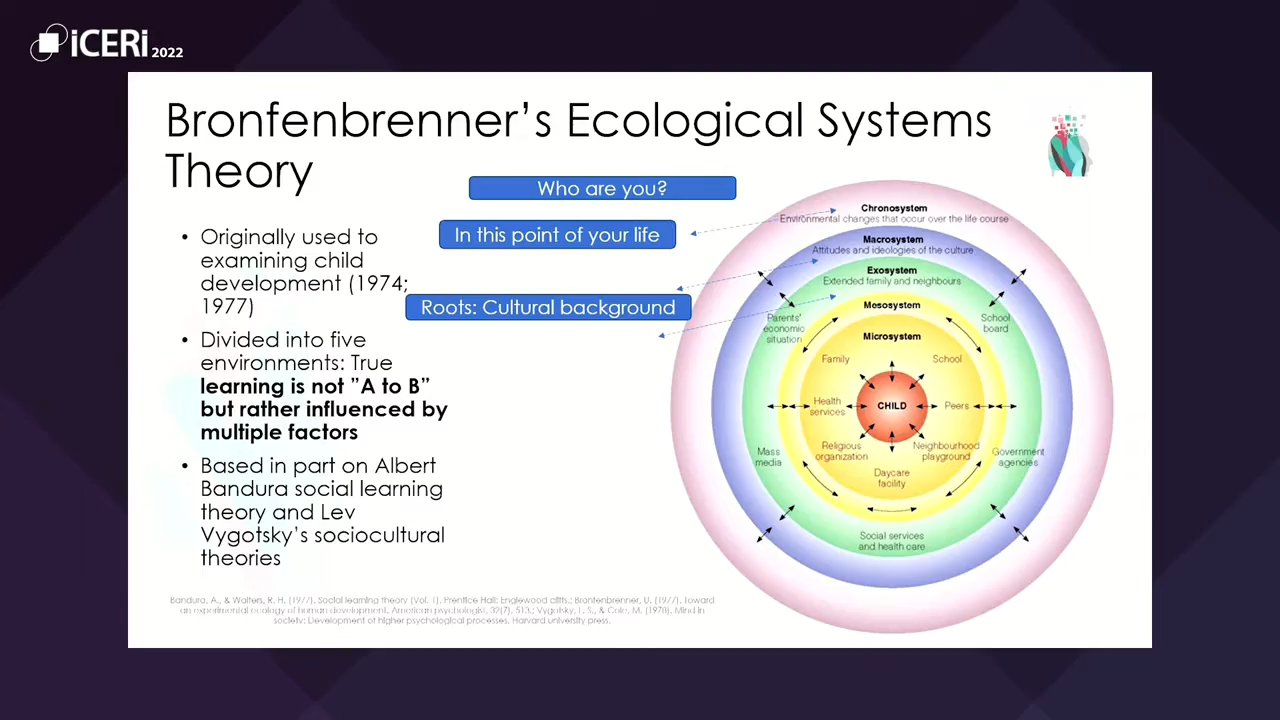 iCERi 2022
Bronfenbrenner's Ecological Systems
Theory
Who are you?
In this point of your life
Roots: Cultural background
• Originally used to
examining child
development (1974;
1977)
• Divided into five
environments: True
learning is not ”A to B”
but rather influenced by
multiple factors
• Based in part on Albert
Bandura social learning
theory and Lev
Vygotsky's sociocultural
theories
Chronosystem
Environmental changes that occur over the life course
Macrosystem
Attitudes and ideologies of the culture
Exosystem
Extended family and neighbours
Mesosystem
Parents'
economic
situation
School
board
Microsystem
Family
School
Health
services
CHILD
Peers
Religious
organization
Neighbourhood
playground
Mass
media
Government
agencies
Daycare
facility
Social services
and health care
Bandura, A., & Walters, R. H. (1977). Social learning theory (Vol. 1). Prentice Hall: Englewood cliffs.; Bronfenbrenner, U. (1977). Toward
an experimental ecology of human development. American psychologist, 32(7), 513.; Vygotsky, L. S., & Cole, M. (1978). Mind in
society: Development of higher psychological processes. Harvard university press.